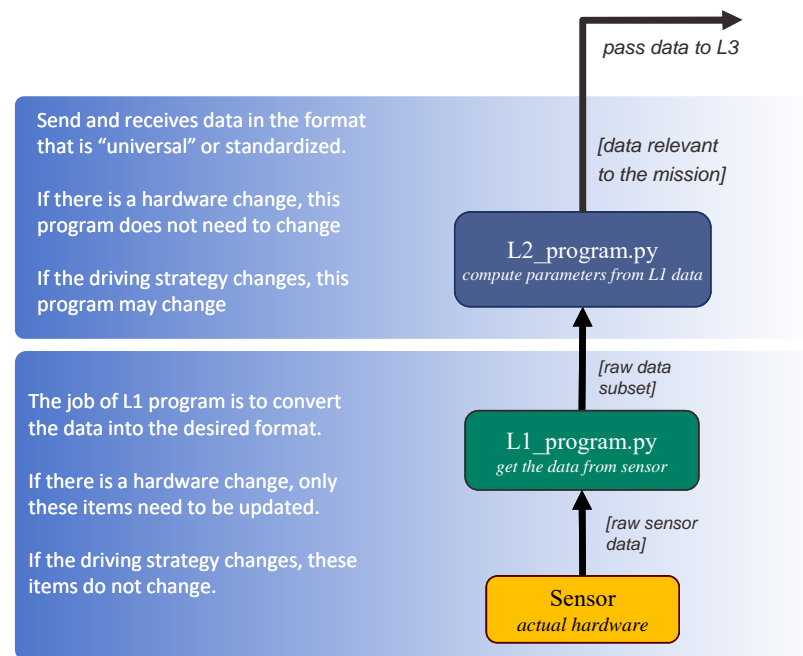 pass data to L3
Send and receives data in the format
that is “universal” or standardized.
If there is a hardware change, this
program does not need to change
If the driving strategy changes, this
program may change
[data relevant
to the mission]
L2_program.py
compute parameters from L1 data
[raw data
subset]
The job of L1 program is to convert
the data into the desired format.
If there is a hardware change, only
these items need to be updated.
If the driving strategy changes, these
items do not change.
L1_program.py
get the data from sensor
[raw sensor
data]
Sensor
actual hardware